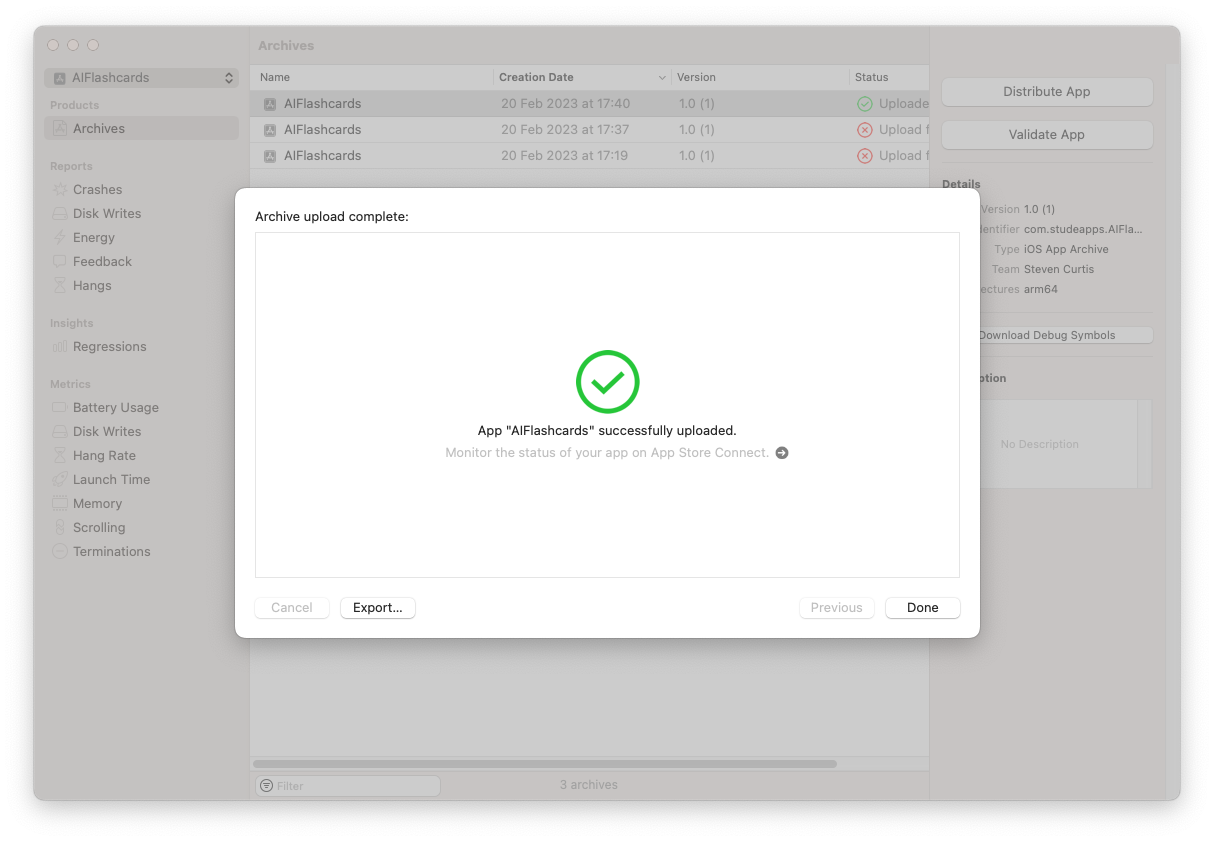 Archives
AIFlashcards
Products
Archives
Reports
Crashes
Disk Writes
Energy
Feedback
Hangs
Insights
Regressions
Metrics
Battery Usage
Disk Writes
Hang Rate
Launch Time
Memory
Scrolling
Terminations
Name Creation Date Version Status
AIFlashcards 20 Feb 2023 at 17:40 1.0 (1) Uploade
AIFlashcards 20 Feb 2023 at 17:37 1.0 (1) Upload f
AIFlashcards 20 Feb 2023 at 17:19 1.0 (1) Upload f
Distribute App
Validate App
Details
Version 1.0 (1)
entifier com.studeapps.AIFla...
Type iOS App Archive
Team Steven Curtis
ectures arm64
Download Debug Symbols
ption
No Description
Archive upload complete:
App "AIFlashcards" successfully uploaded.
Monitor the status of your app on App Store Connect.
Cancel Export... Previous Done
Filter 3 archives